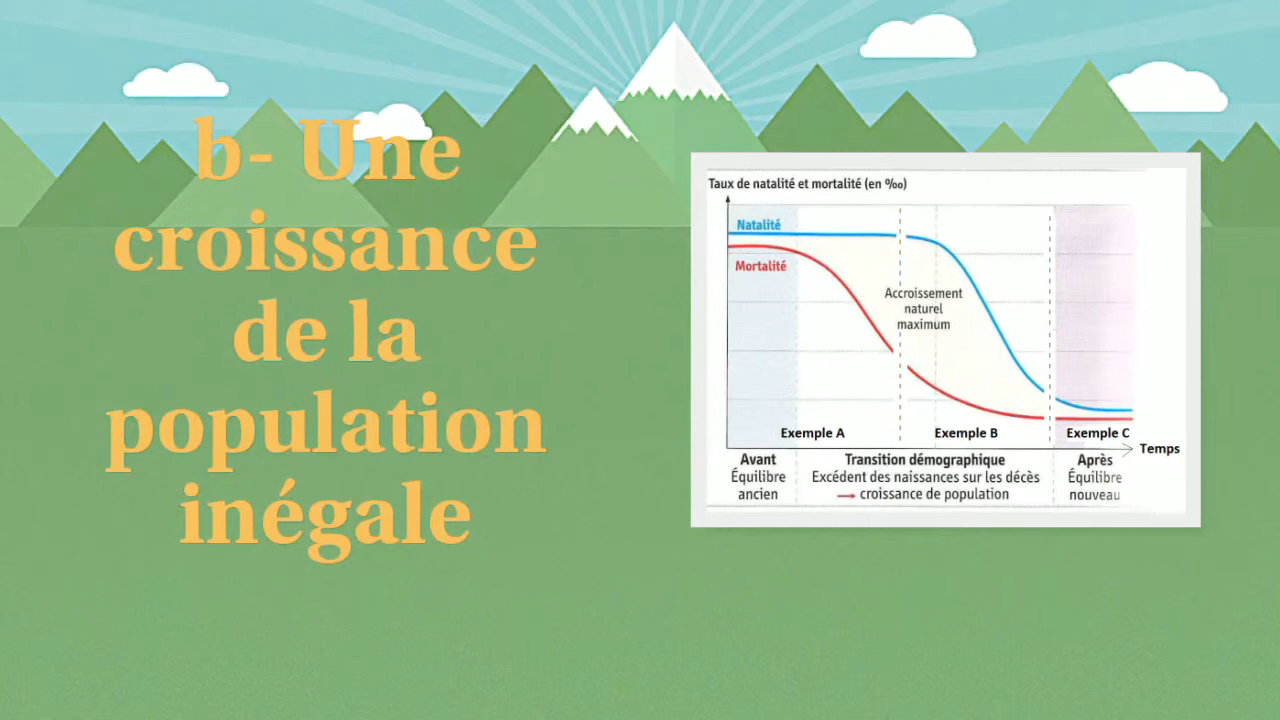 b- Une
croissance
de la
population
inégale
Taux de natalité et mortalité (en ‰)
Natalité
Mortalité
Accroissement
naturel
maximum
Exemple A
Exemple B
Exemple C
Temps
Avant
Équilibre
ancien
Transition démographique
Excédent des naissances sur les décès
croissance de population
Après
Équilibre
nouveau